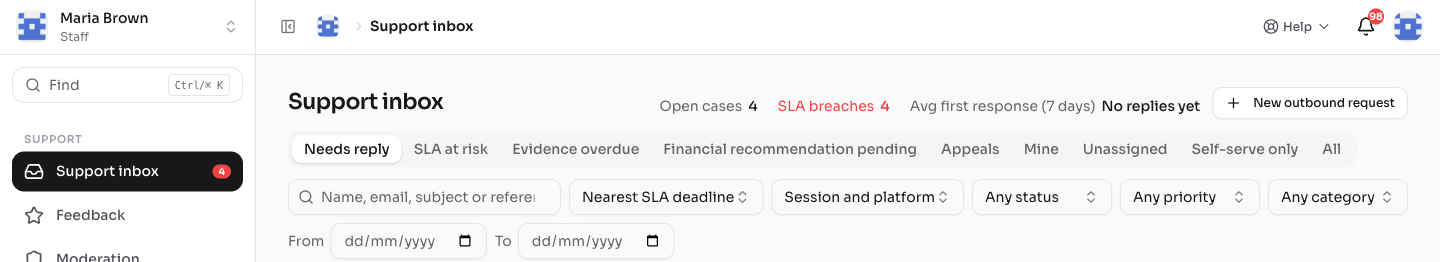 Maria Brown
Staff
Support inbox
Help
98
Find
Ctrl/⌘ K
Support inbox
Open cases 4
SLA breaches 4
Avg first response (7 days) No replies yet
New outbound request
SUPPORT
Support inbox 4
Feedback
Moderation
Needs reply
SLA at risk
Evidence overdue
Financial recommendation pending
Appeals
Mine
Unassigned
Self-serve only
All
Name, email, subject or refere
Nearest SLA deadline
Session and platform
Any status
Any priority
Any category
From dd/mm/yyyy
To dd/mm/yyyy